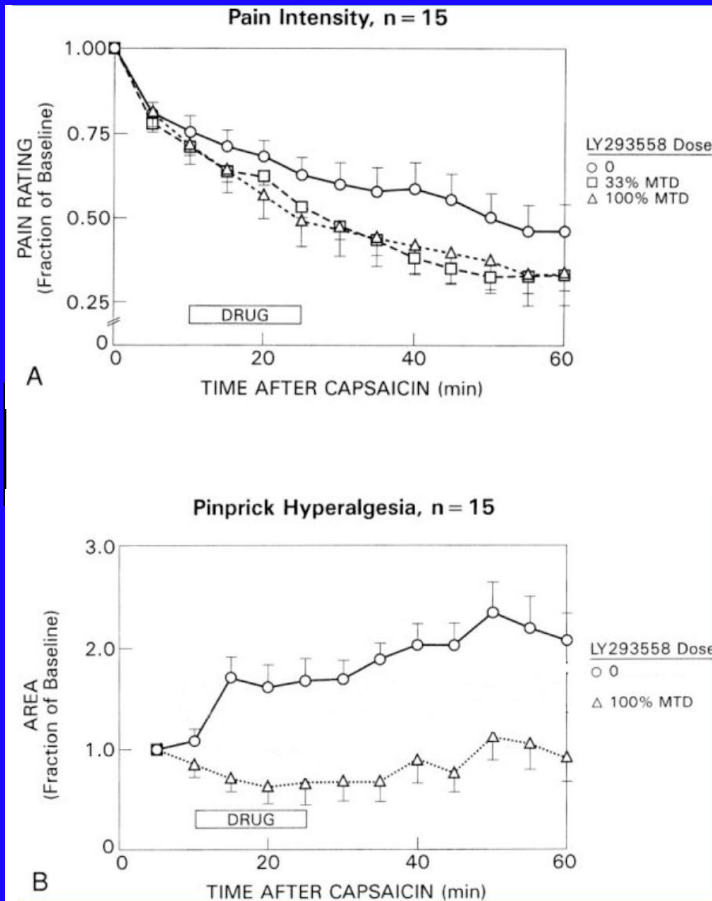 Pain Intensity, n = 15
1.00
0.75
0.50
0.25
0
PAIN RATING
(Fraction of Baseline)
LY293558 Dose
0
33% MTD
100% MTD
DRUG
0 20 40 60
A
TIME AFTER CAPSAICIN (min)
Pinprick Hyperalgesia, n = 15
3.0
2.0
1.0
0
AREA
(Fraction of Baseline)
LY293558 Dose
0
100% MTD
DRUG
0 20 40 60
B
TIME AFTER CAPSAICIN (min)